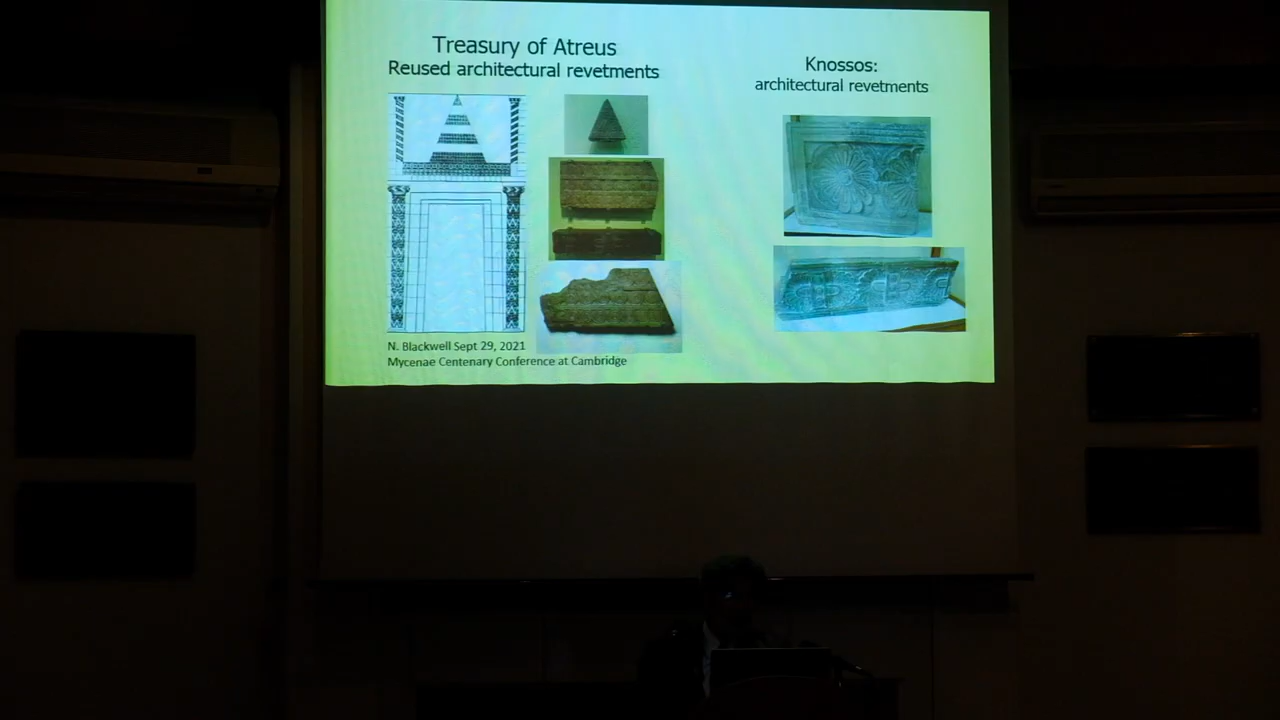 Treasury of Atreus
Reused architectural revetments
N. Blackwell Sept 29, 2021
Mycenae Centenary Conference at Cambridge
Knossos:
architectural revetments